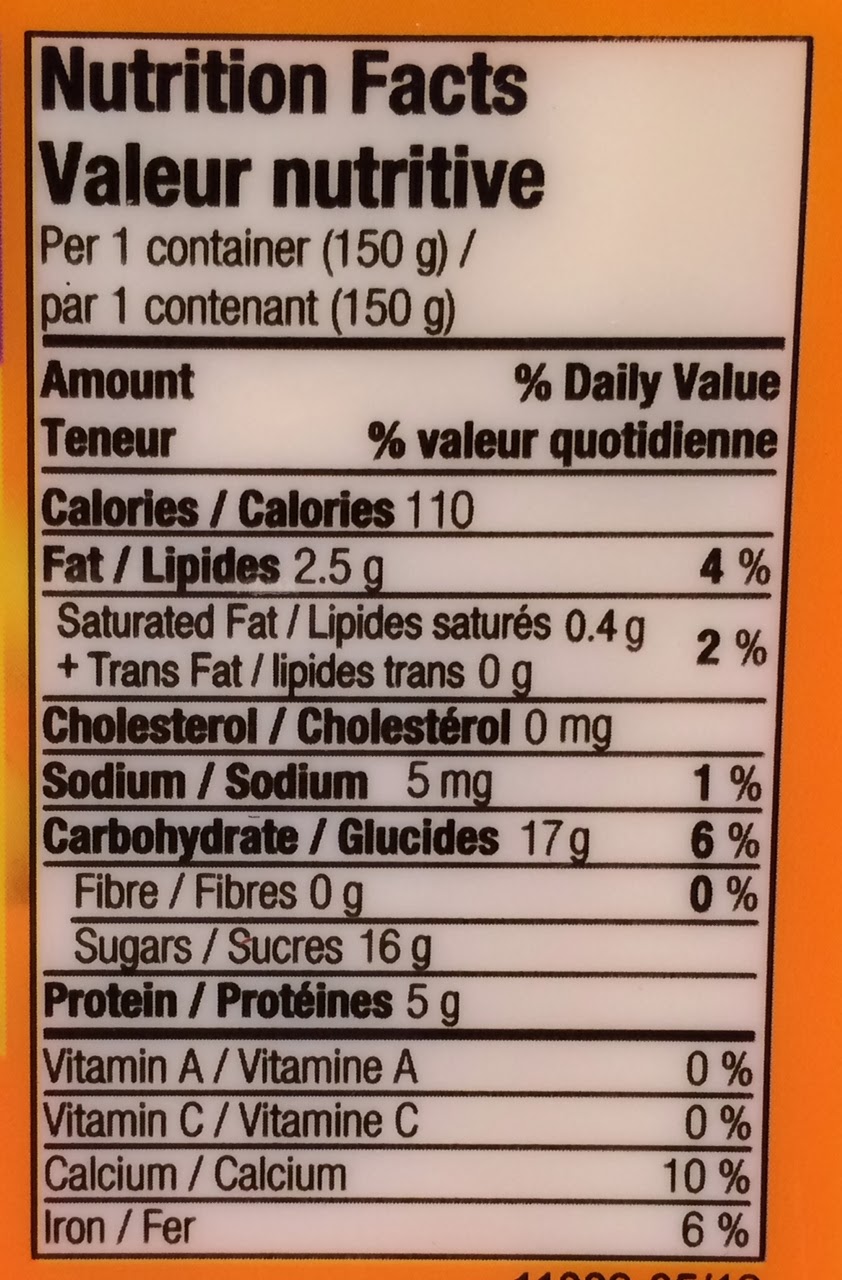 Nutrition Facts
Valeur nutritive
Per 1 container (150 g) /
par 1 contenant (150 g)
Amount % Daily Value
Teneur % valeur quotidienne
Calories / Calories 110
Fat / Lipides 2.5 g 4 %
Saturated Fat / Lipides saturés 0.4 g
+ Trans Fat / lipides trans 0 g 2 %
Cholesterol / Cholestérol 0 mg
Sodium / Sodium 5 mg 1 %
Carbohydrate / Glucides 17 g 6 %
Fibre / Fibres 0 g 0 %
Sugars / Sucres 16 g
Protein / Protéines 5 g
Vitamin A / Vitamine A 0 %
Vitamin C / Vitamine C 0 %
Calcium / Calcium 10 %
Iron / Fer 6 %